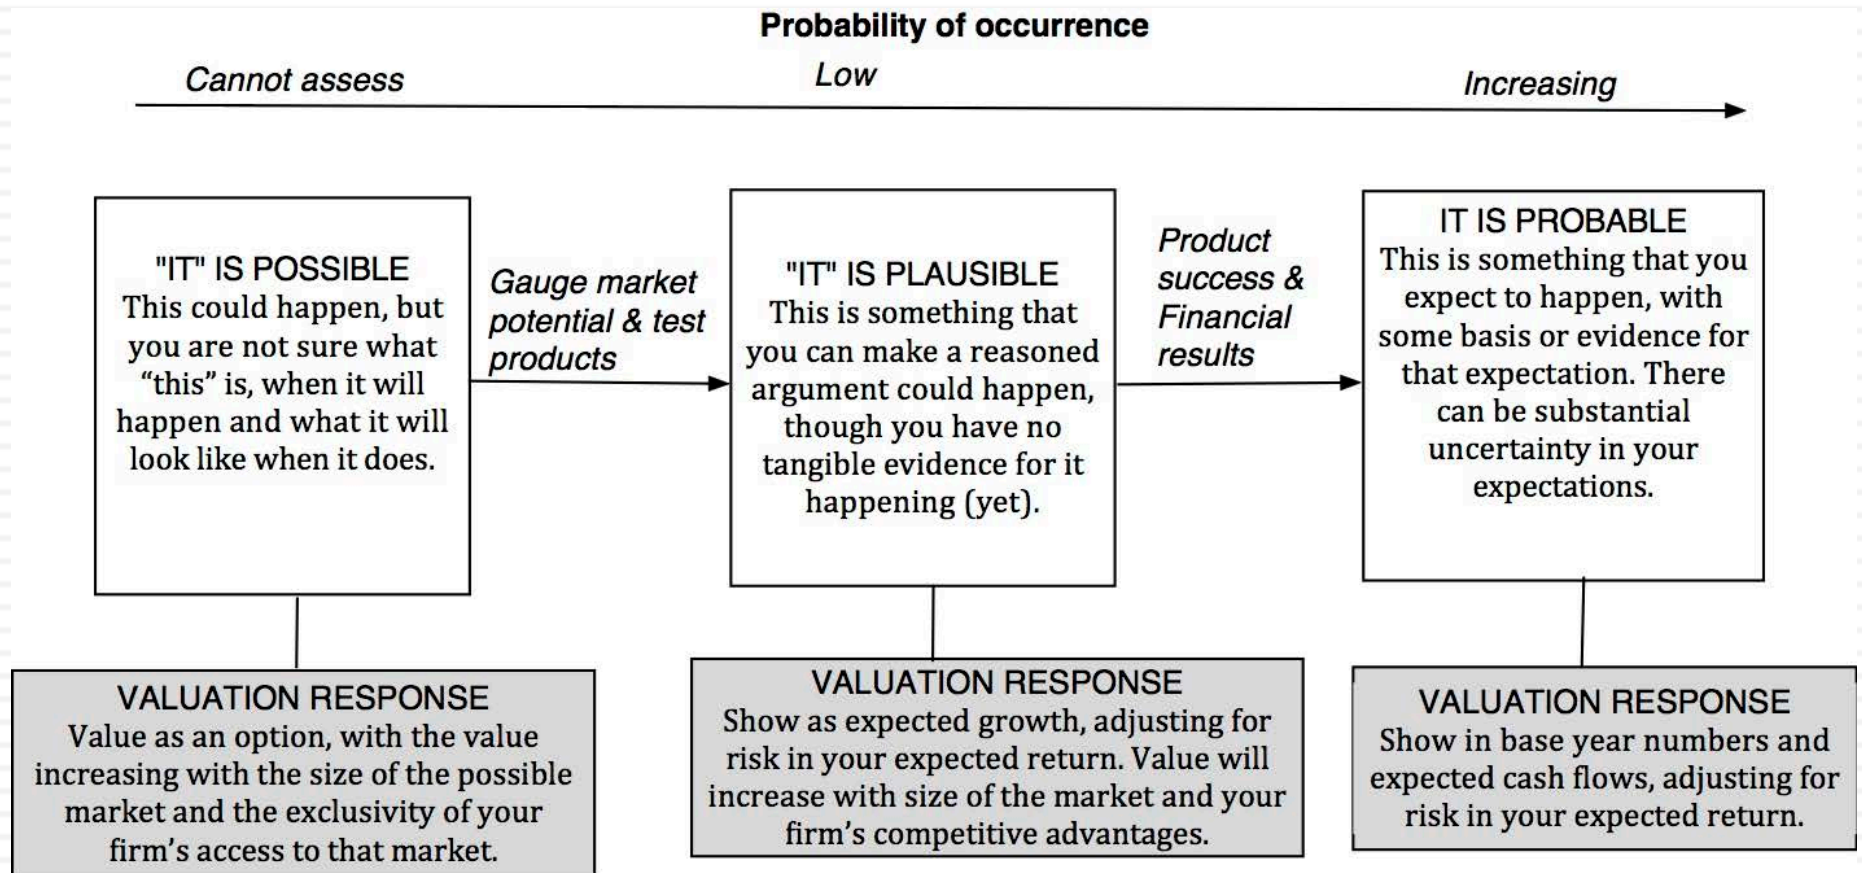 Probability of occurrence
Cannot assess
Low
Increasing
"IT" IS POSSIBLE
This could happen, but
you are not sure what
“this” is, when it will
happen and what it will
look like when it does.
Gauge market
potential & test
products
"IT" IS PLAUSIBLE
This is something that
you can make a reasoned
argument could happen,
though you have no
tangible evidence for it
happening (yet).
Product
success &
Financial
results
IT IS PROBABLE
This is something that you
expect to happen, with
some basis or evidence for
that expectation. There
can be substantial
uncertainty in your
expectations.
VALUATION RESPONSE
Value as an option, with the value
increasing with the size of the possible
market and the exclusivity of your
firm’s access to that market.
VALUATION RESPONSE
Show as expected growth, adjusting for
risk in your expected return. Value will
increase with size of the market and your
firm’s competitive advantages.
VALUATION RESPONSE
Show in base year numbers and
expected cash flows, adjusting for
risk in your expected return.